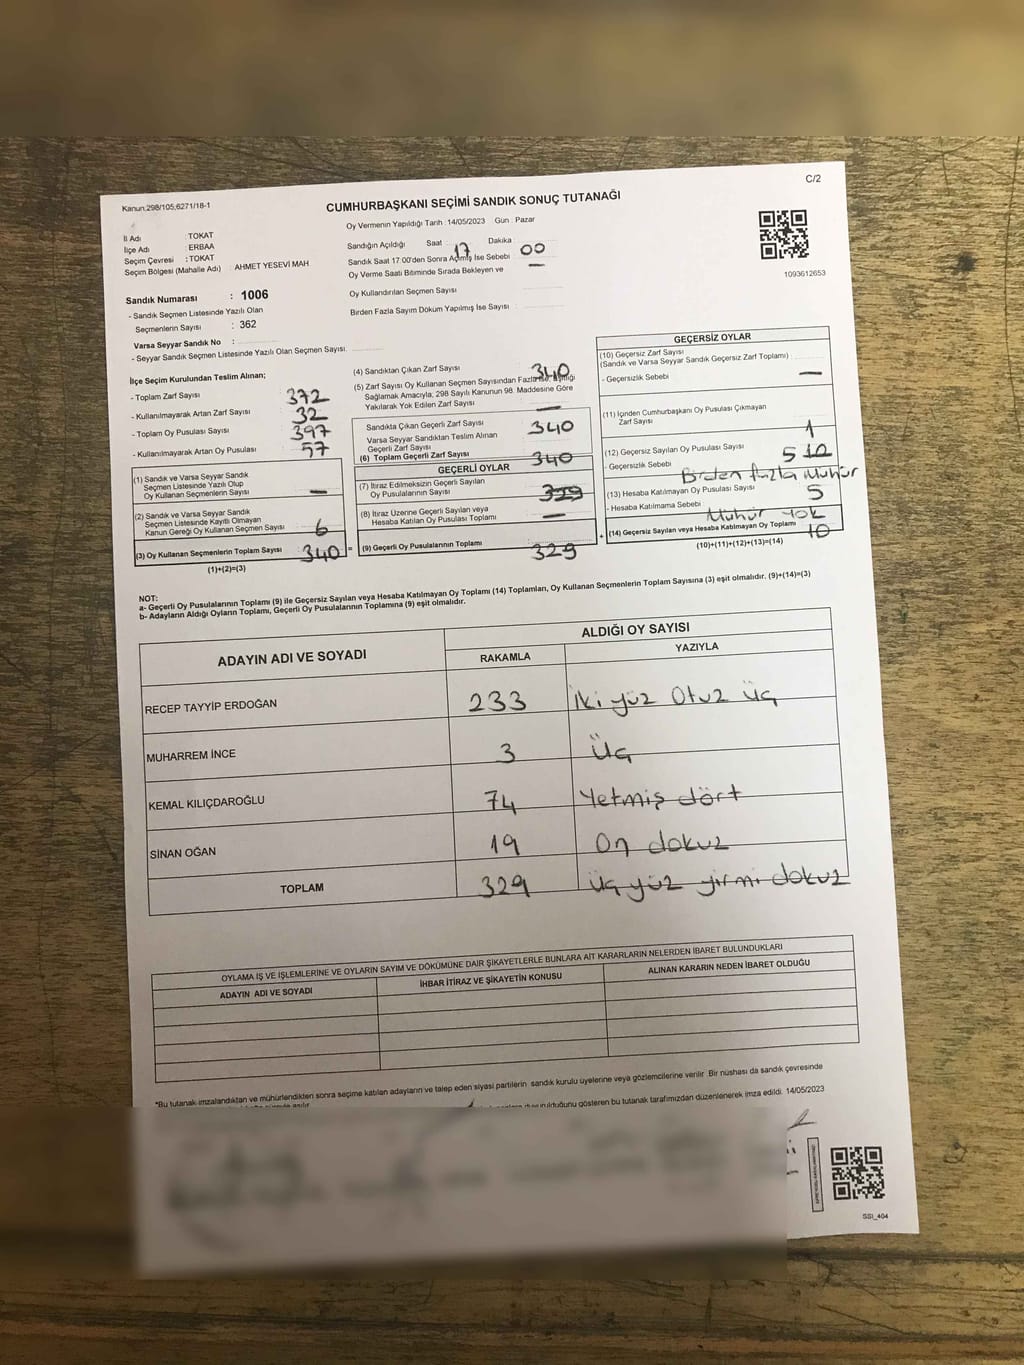 C/2
Kanun:298/105,6271/18-1
CUMHURBAŞKANI SEÇİMİ SANDIK SONUÇ TUTANAĞI
Oy Vermenin Yapıldığı Tarih : 14/05/2023 Gün : Pazar
İl Adı : TOKAT
İlçe Adı : ERBAA
Seçim Çevresi : TOKAT
Seçim Bölgesi (Mahalle Adı) : AHMET YESEVİ MAH
Sandığın Açıldığı Saat : 17 Dakika : 00
Sandık Saat 17:00'den Sonra Açılmış İse Sebebi —
Oy Verme Saati Bitiminde Sırada Bekleyen ve
Oy Kullandırılan Seçmen Sayısı
Birden Fazla Sayım Döküm Yapılmış İse Sayısı
1093612653
Sandık Numarası : 1006
- Sandık Seçmen Listesinde Yazılı Olan
Seçmenlerin Sayısı : 362
Varsa Seyyar Sandık No :
- Seyyar Sandık Seçmen Listesinde Yazılı Olan Seçmen Sayısı:
İlçe Seçim Kurulundan Teslim Alınan;
- Toplam Zarf Sayısı 372
- Kullanılmayarak Artan Zarf Sayısı 32
- Toplam Oy Pusulası Sayısı 397
- Kullanılmayarak Artan Oy Pusulası 57
(1) Sandık ve Varsa Seyyar Sandık
Seçmen Listesinde Yazılı Olup
Oy Kullanan Seçmenlerin Sayısı —
(2) Sandık ve Varsa Seyyar Sandık
Seçmen Listesinde Kayıtlı Olmayan
Kanun Gereği Oy Kullanan Seçmen Sayısı 6
(3) Oy Kullanan Seçmenlerin Toplam Sayısı 340 =
(1)+(2)=(3)
(4) Sandıktan Çıkan Zarf Sayısı 340
(5) Zarf Sayısı Oy Kullanan Seçmen Sayısından Fazla ise,
Sağlamak Amacıyla, 298 Sayılı Kanunun 98. Maddesine Göre
Yakılarak Yok Edilen Zarf Sayısı —
Sandıkta Çıkan Geçerli Zarf Sayısı 340
Varsa Seyyar Sandıktan Teslim Alınan
Geçerli Zarf Sayısı
(6) Toplam Geçerli Zarf Sayısı 340
GEÇERLİ OYLAR
(7) İtiraz Edilmeksizin Geçerli Sayılan
Oy Pusulalarının Sayısı 329
(8) İtiraz Üzerine Geçerli Sayılan veya
Hesaba Katılan Oy Pusulası Toplamı —
(9) Geçerli Oy Pusulalarının Toplamı 329 +
GEÇERSİZ OYLAR
(10) Geçersiz Zarf Sayısı
(Sandık ve Varsa Seyyar Sandık Geçersiz Zarf Toplamı)
- Geçersizlik Sebebi —
(11) İçinden Cumhurbaşkanı Oy Pusulası Çıkmayan
Zarf Sayısı 1
(12) Geçersiz Sayılan Oy Pusulası Sayısı 5
- Geçersizlik Sebebi Birden fazla Mühür
(13) Hesaba Katılmayan Oy Pusulası Sayısı 5
- Hesaba Katılmama Sebebi Mühür Yok
(14) Geçersiz Sayılan veya Hesaba Katılmayan Oy Toplamı 10
(10)+(11)+(12)+(13)=(14)
NOT:
a- Geçerli Oy Pusulalarının Toplamı (9) ile Geçersiz Sayılan veya Hesaba Katılmayan Oy Toplamı (14) Toplamları, Oy Kullanan Seçmenlerin Toplam Sayısına (3) eşit olmalıdır. (9)+(14)=(3)
b- Adayların Aldığı Oyların Toplamı, Geçerli Oy Pusulalarının Toplamına (9) eşit olmalıdır.
ADAYIN ADI VE SOYADI
ALDIĞI OY SAYISI
RAKAMLA YAZIYLA
RECEP TAYYİP ERDOĞAN 233 İki yüz Otuz üç
MUHARREM İNCE 3 Üç
KEMAL KILIÇDAROĞLU 74 Yetmiş dört
SİNAN OĞAN 19 On dokuz
TOPLAM 329 üç yüz yirmi dokuz
OYLAMA İŞ VE İŞLEMLERİNE VE OYLARIN SAYIM VE DÖKÜMÜNE DAİR ŞİKAYETLERLE BUNLARA AİT KARARLARIN NELERDEN İBARET BULUNDUKLARI
ADAYIN ADI VE SOYADI İHBAR İTİRAZ VE ŞİKAYETİN KONUSU ALINAN KARARIN NEDEN İBARET OLDUĞU
*Bu tutanak imzalandıktan ve mühürlendikten sonra seçime katılan adayların ve talep eden siyasi partilerin sandık kurulu üyelerine veya gözlemcilerine verilir. Bir nüshası da sandık çevresinde
duyurulduğunu gösteren bu tutanak tarafımızdan düzenlenerek imza edildi. 14/05/2023
SSI_404